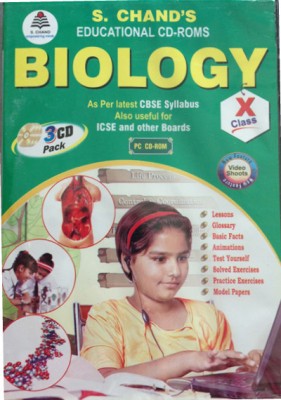 S. CHAND'S
S. CHAND
EDUCATIONAL CD-ROMS
BIOLOGY
As Per latest CBSE Syllabus
Also useful for
ICSE and other Boards
X
Class
3CD
Pack
PC CD-ROM
Video
Shoots
Lessons
Glossary
Basic Facts
Animations
Test Yourself
Solved Exercises
Practice Exercises
Model Papers